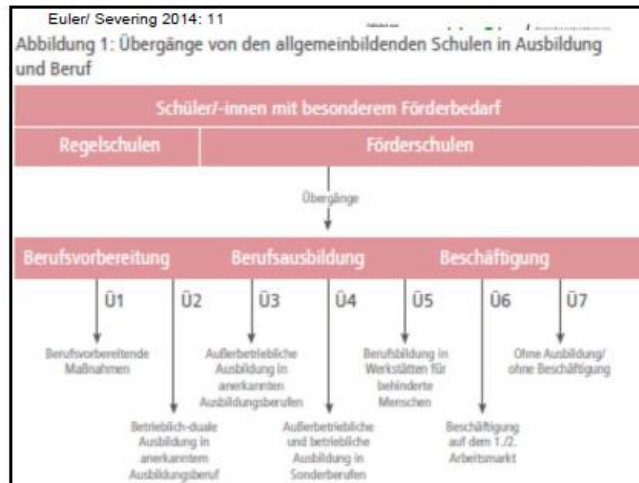 Euler/ Severing 2014: 11
Abbildung 1: Übergänge von den allgemeinbildenden Schulen in Ausbildung
und Beruf
Schüler/-innen mit besonderem Förderbedarf
Regelschulen
Förderschulen
Übergänge
Berufsvorbereitung
Berufsausbildung
Beschäftigung
Ü1
Ü2
Ü3
Ü4
Ü5
Ü6
Ü7
Berufsvorbereitende
Maßnahmen
Betrieblich-duale
Ausbildung in
anerkanntem
Ausbildungsberuf
Außerbetriebliche
Ausbildung in
anerkannten
Ausbildungsberufen
Außerbetriebliche
und betriebliche
Ausbildung in
Sonderberufen
Berufsbildung in
Werkstätten für
behinderte
Menschen
Beschäftigung
auf dem 1./2.
Arbeitsmarkt
Ohne Ausbildung/
ohne Beschäftigung